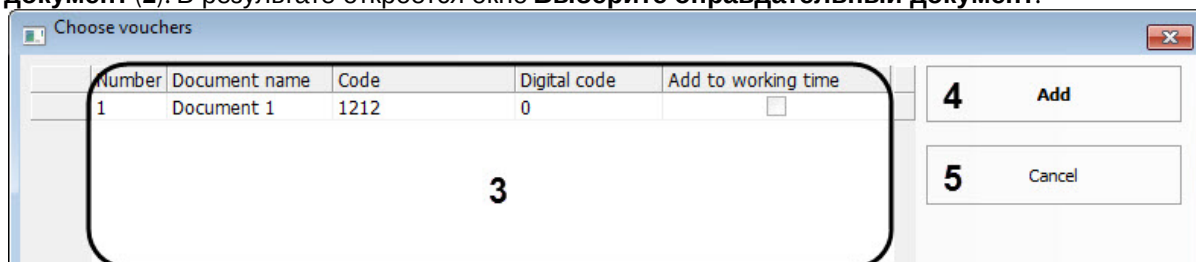 документ (2). В результате откроется окно Выберите оправдательный документ.
Choose vouchers
Number Document name Code Digital code Add to working time
1 Document 1 1212 0
3
4 Add
5 Cancel